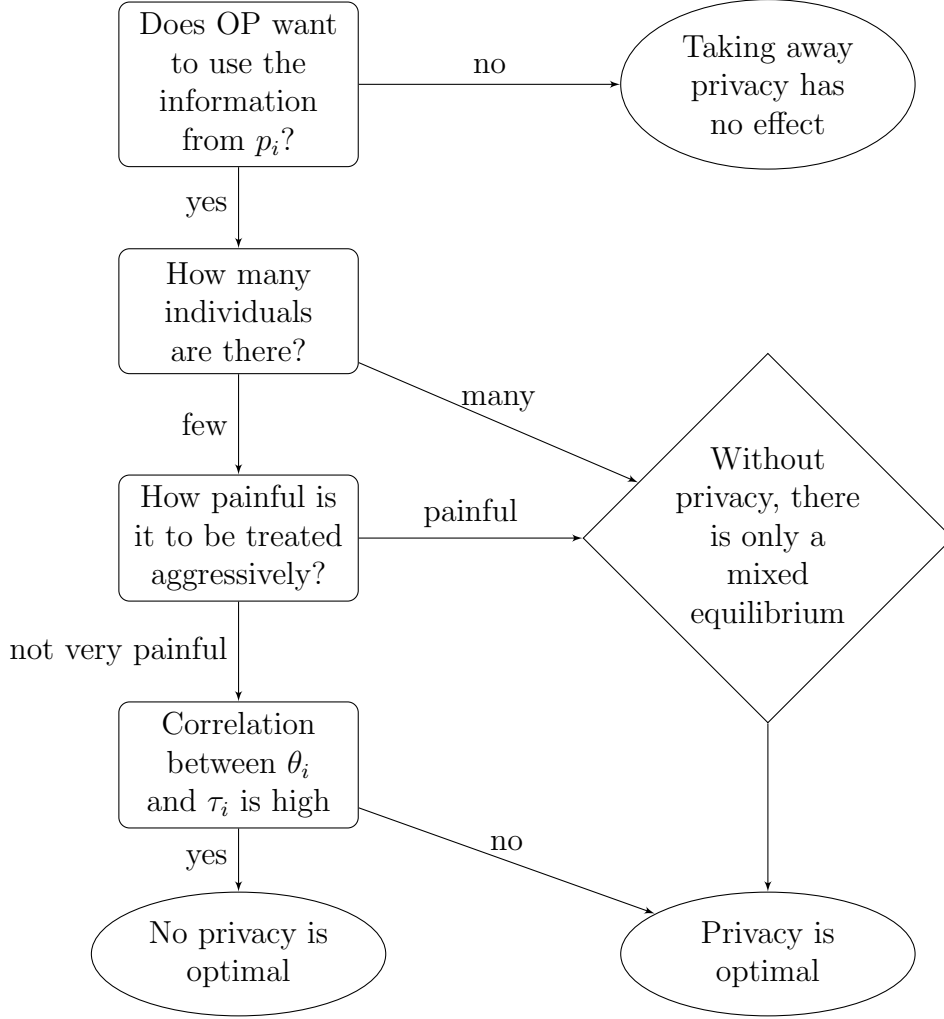 Does OP want
to use the
information
from p_i?
no
Taking away
privacy has
no effect
yes
How many
individuals
are there?
many
few
How painful is
it to be treated
aggressively?
painful
Without
privacy, there
is only a
mixed
equilibrium
not very painful
Correlation
between θ_i
and τ_i is high
no
yes
No privacy is
optimal
Privacy is
optimal